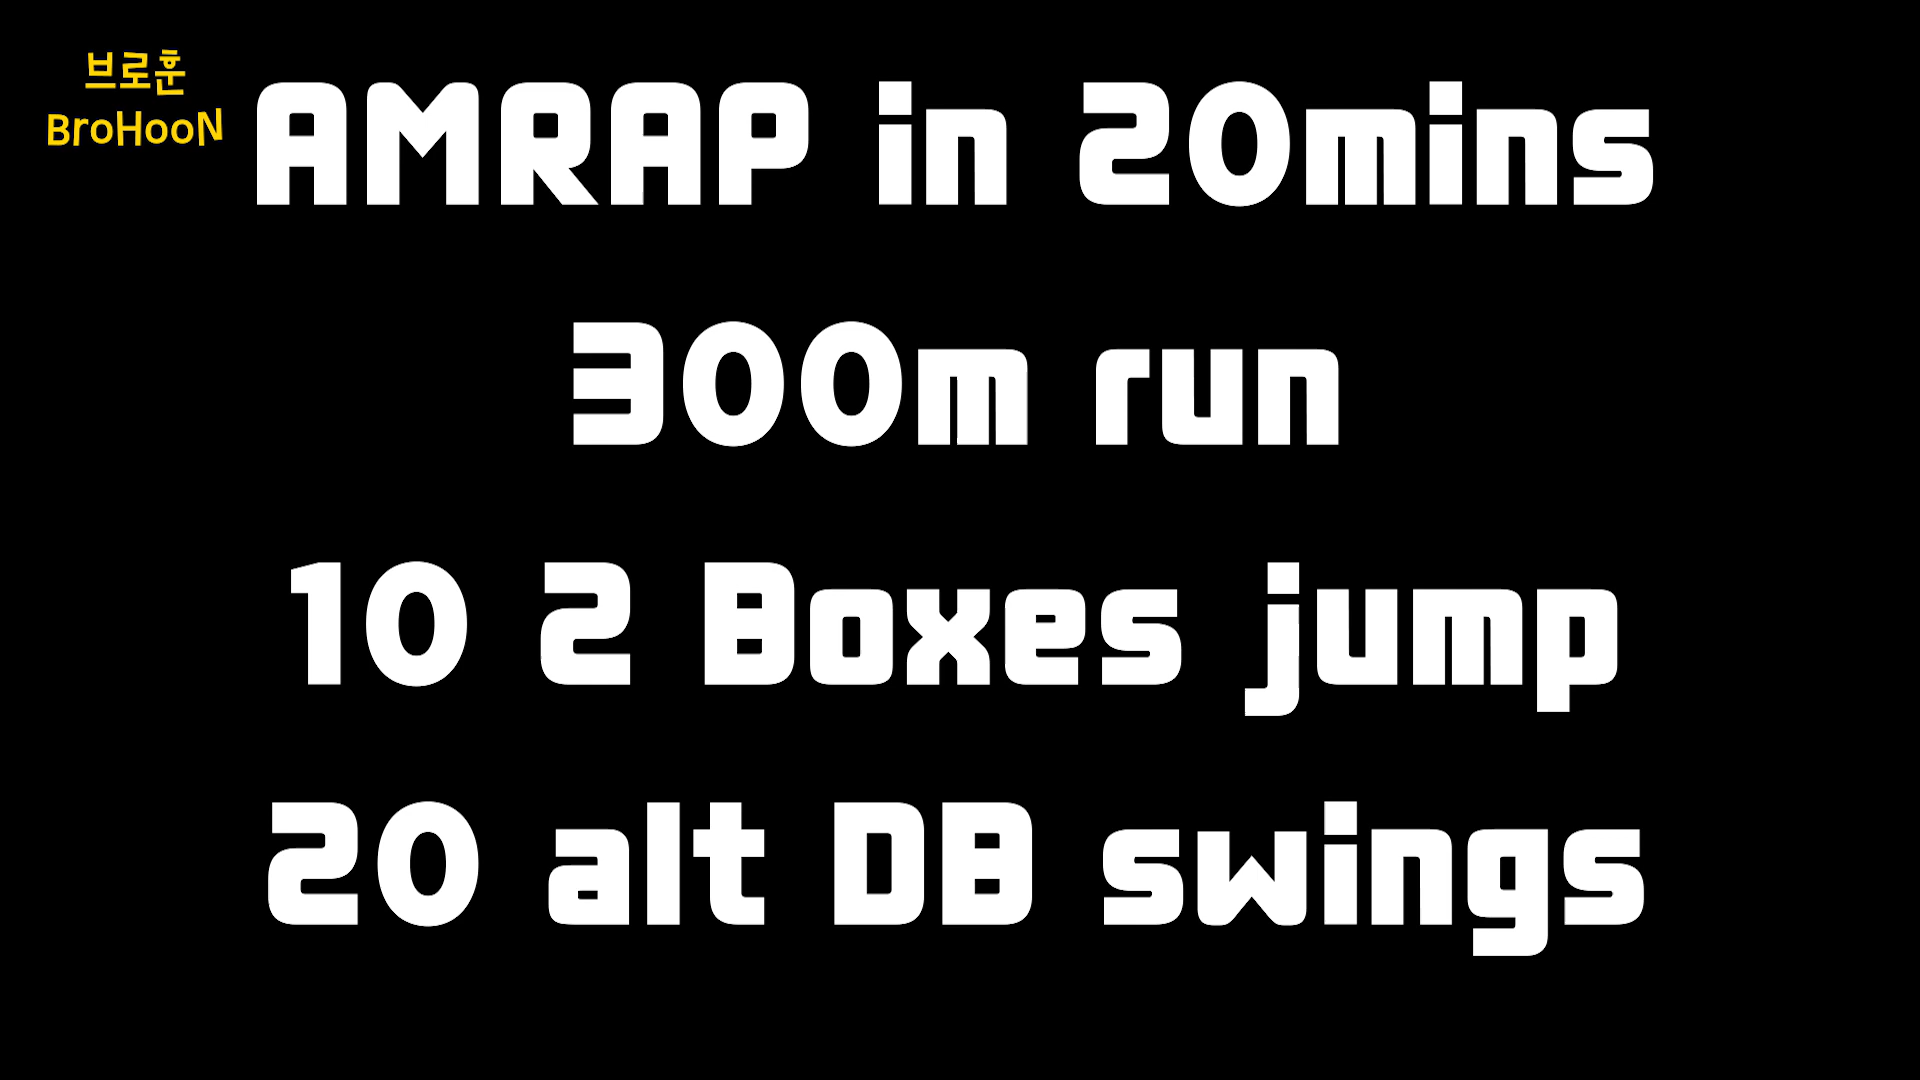 브로훈
BroHooN
AMRAP in 20mins
300m run
10 2 Boxes jump
20 alt DB swings